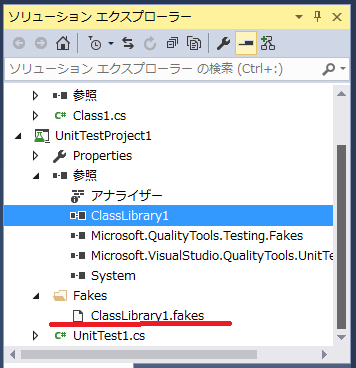 ソリューション エクスプローラー
ソリューション エクスプローラー の検索 (Ctrl+:)
参照
C# Class1.cs
UnitTestProject1
Properties
参照
アナライザー
ClassLibrary1
Microsoft.QualityTools.Testing.Fakes
Microsoft.VisualStudio.QualityTools.UnitTe
System
Fakes
ClassLibrary1.fakes
C# UnitTest1.cs